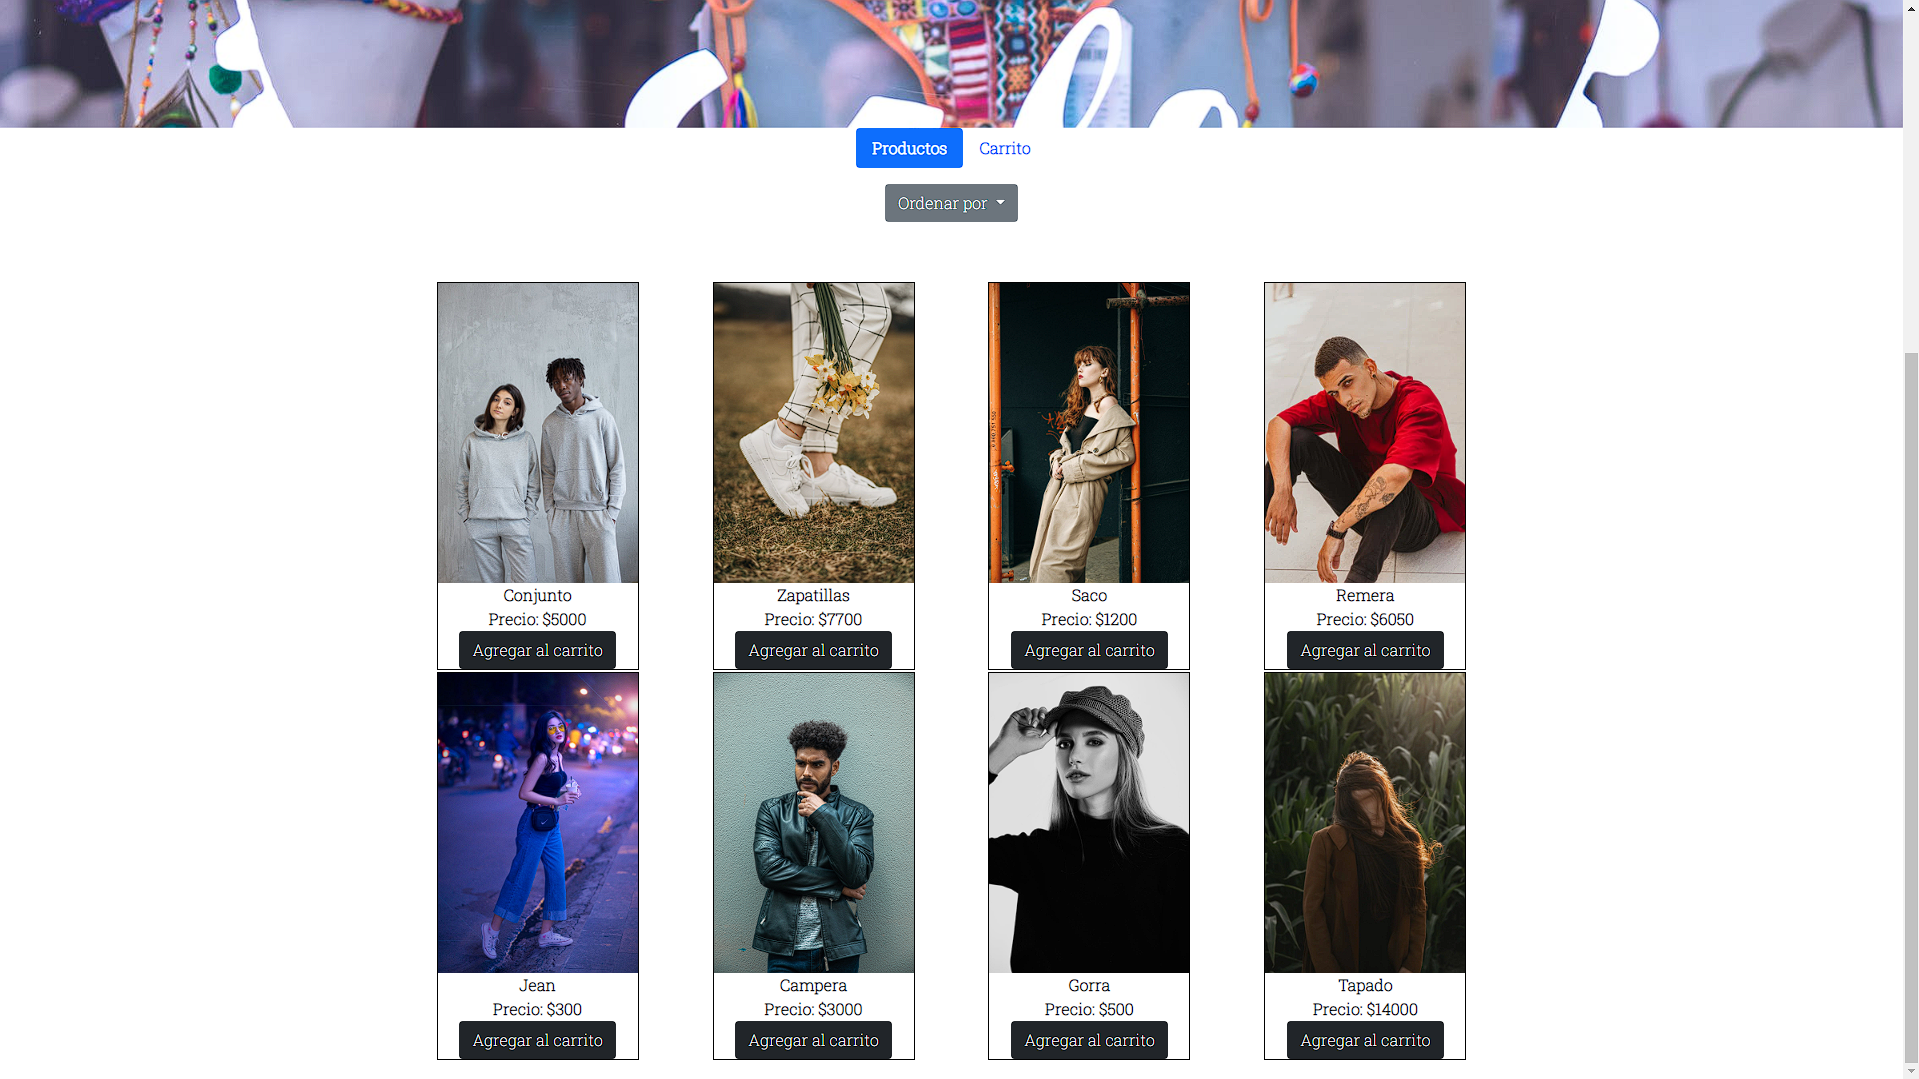 Productos Carrito
Ordenar por
Conjunto
Precio: $5000
Agregar al carrito
Zapatillas
Precio: $7700
Agregar al carrito
Saco
Precio: $1200
Agregar al carrito
Remera
Precio: $6050
Agregar al carrito
Jean
Precio: $300
Agregar al carrito
Campera
Precio: $3000
Agregar al carrito
Gorra
Precio: $500
Agregar al carrito
Tapado
Precio: $14000
Agregar al carrito